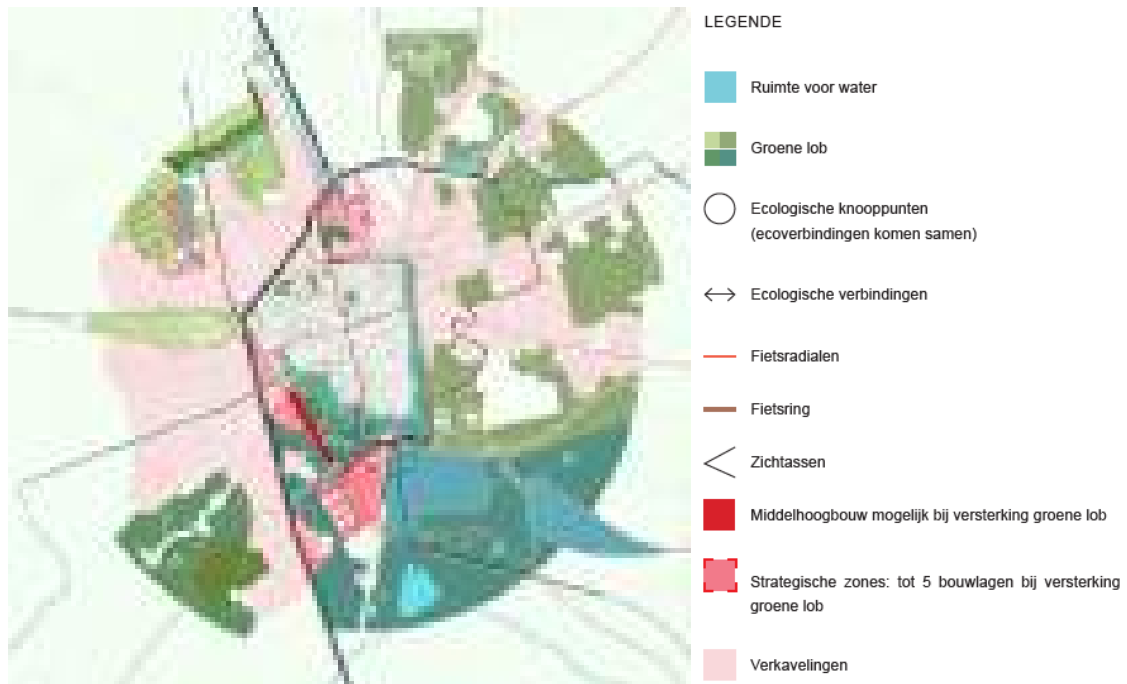 LEGENDE
Ruimte voor water
Groene lob
Ecologische knooppunten
(ecoverbindingen komen samen)
Ecologische verbindingen
Fietsradialen
Fietsring
Zichtassen
Middelhoogbouw mogelijk bij versterking groene lob
Strategische zones: tot 5 bouwlagen bij versterking
groene lob
Verkavelingen